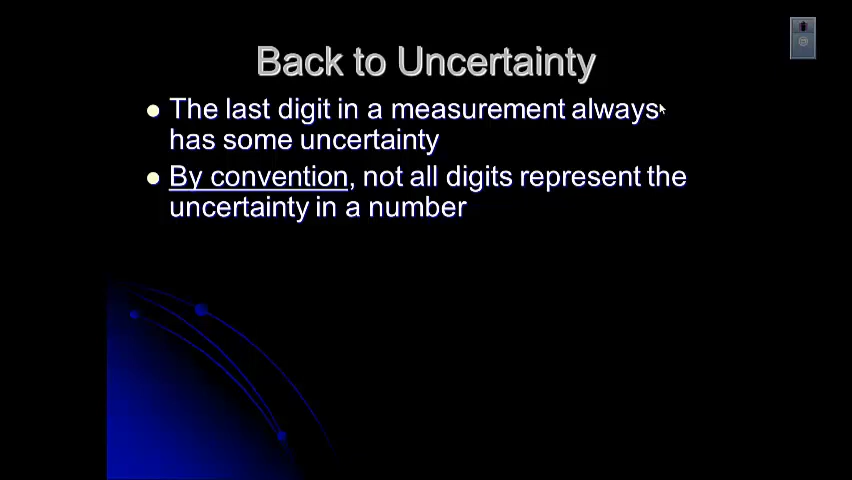 Back to Uncertainty
The last digit in a measurement always
has some uncertainty
By convention, not all digits represent the
uncertainty in a number